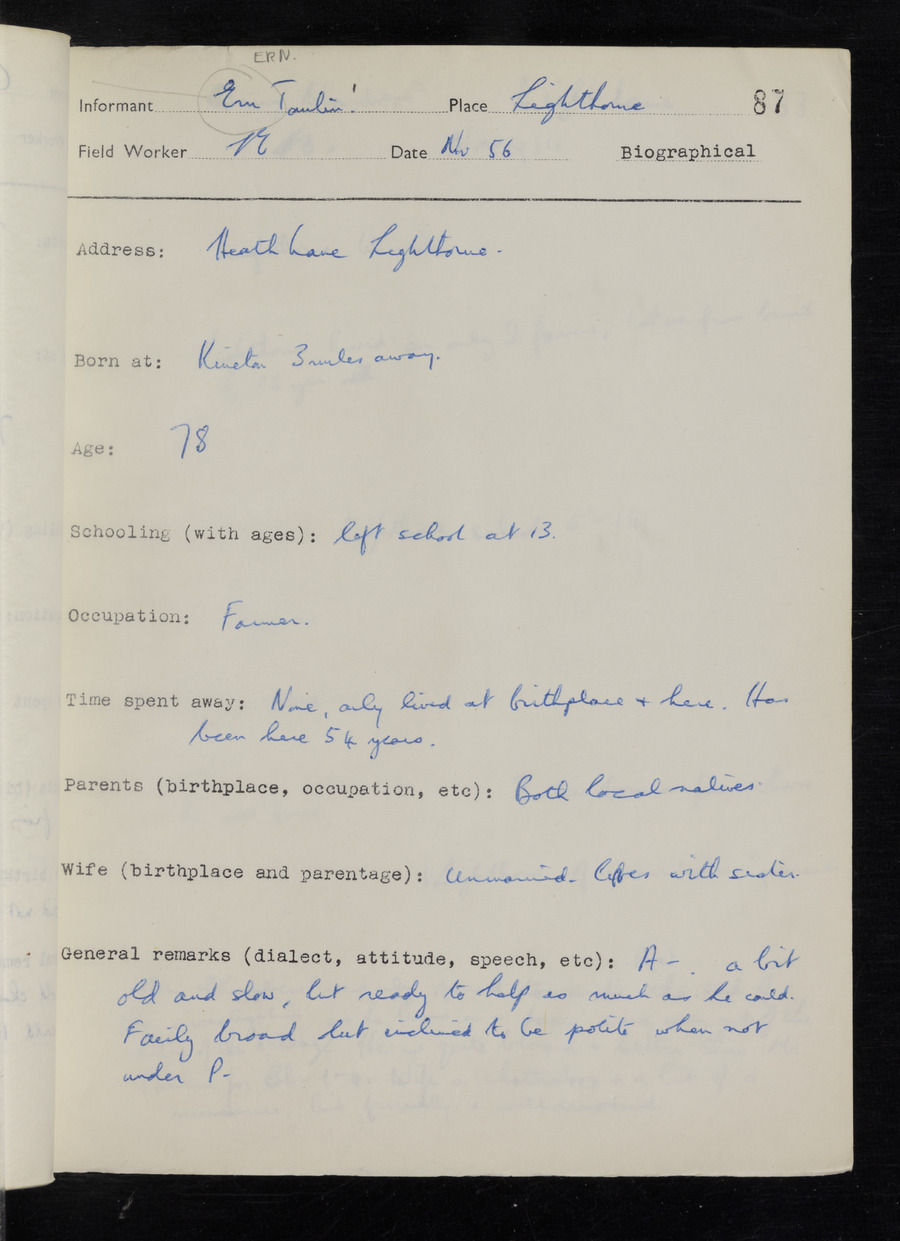 ERN.
Informant Ern Tomlin! Place Lighthorne 87
Field Worker Date Nov 56 Biographical
Address: Heath Lane Lighthorne.
Born at: Kineton 3 miles away.
Age: 78
Schooling (with ages): left school at 13.
Occupation: Farmer.
Time spent away: None, only lived at birthplace + here. Has
been here 54 years.
Parents (birthplace, occupation, etc): Both local natives.
Wife (birthplace and parentage): Unmarried. Lives with sister.
General remarks (dialect, attitude, speech, etc): A-. a bit
old and slow, but ready to help as much as he could.
Fairly broad but inclined to be polite when not
under P-